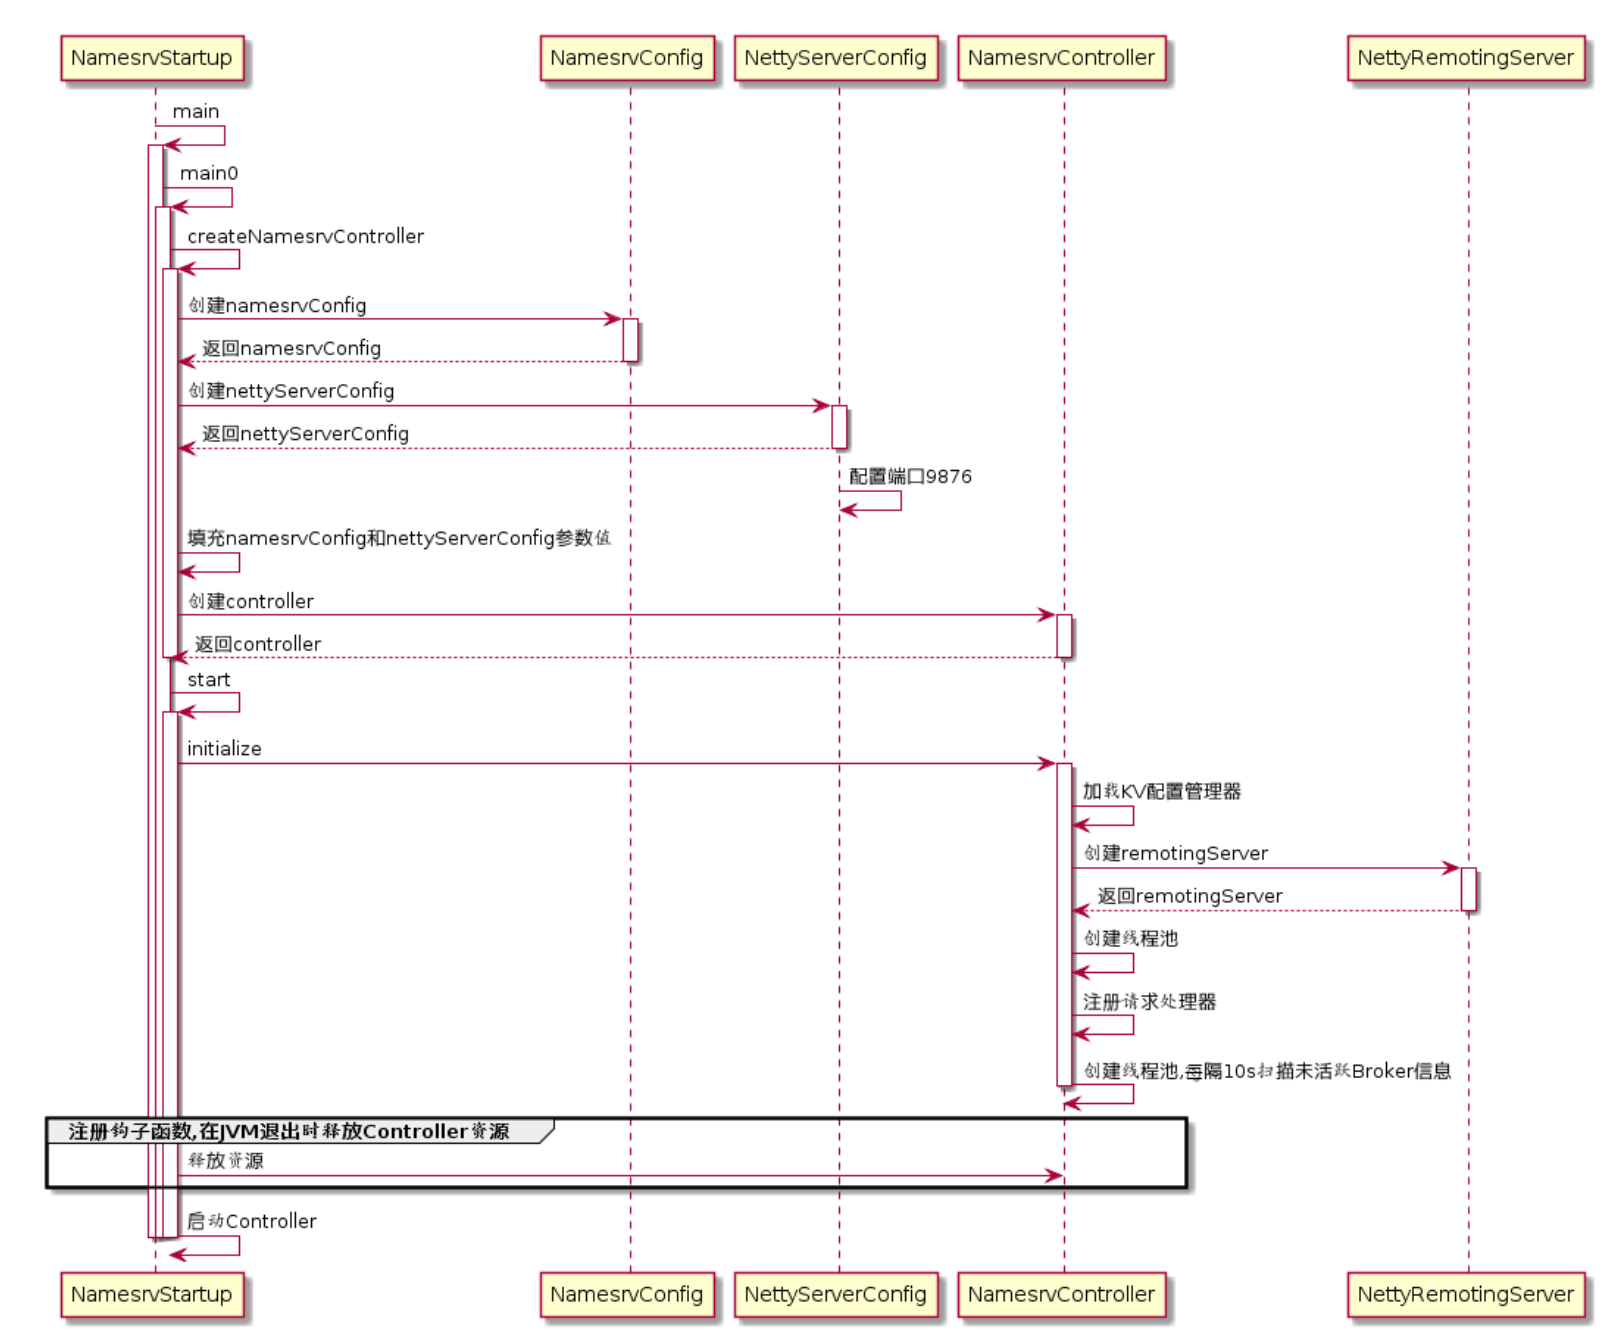 NamesrvStartup
NamesrvConfig
NettyServerConfig
NamesrvController
NettyRemotingServer
main
main0
createNamesrvController
创建namesrvConfig
返回namesrvConfig
创建nettyServerConfig
返回nettyServerConfig
配置端口9876
填充namesrvConfig和nettyServerConfig参数值
创建controller
返回controller
start
initialize
加载KV配置管理器
创建remotingServer
返回remotingServer
创建线程池
注册请求处理器
创建线程池,每隔10s扫描未活跃Broker信息
注册钩子函数,在JVM退出时释放Controller资源
释放资源
启动Controller
NamesrvStartup
NamesrvConfig
NettyServerConfig
NamesrvController
NettyRemotingServer